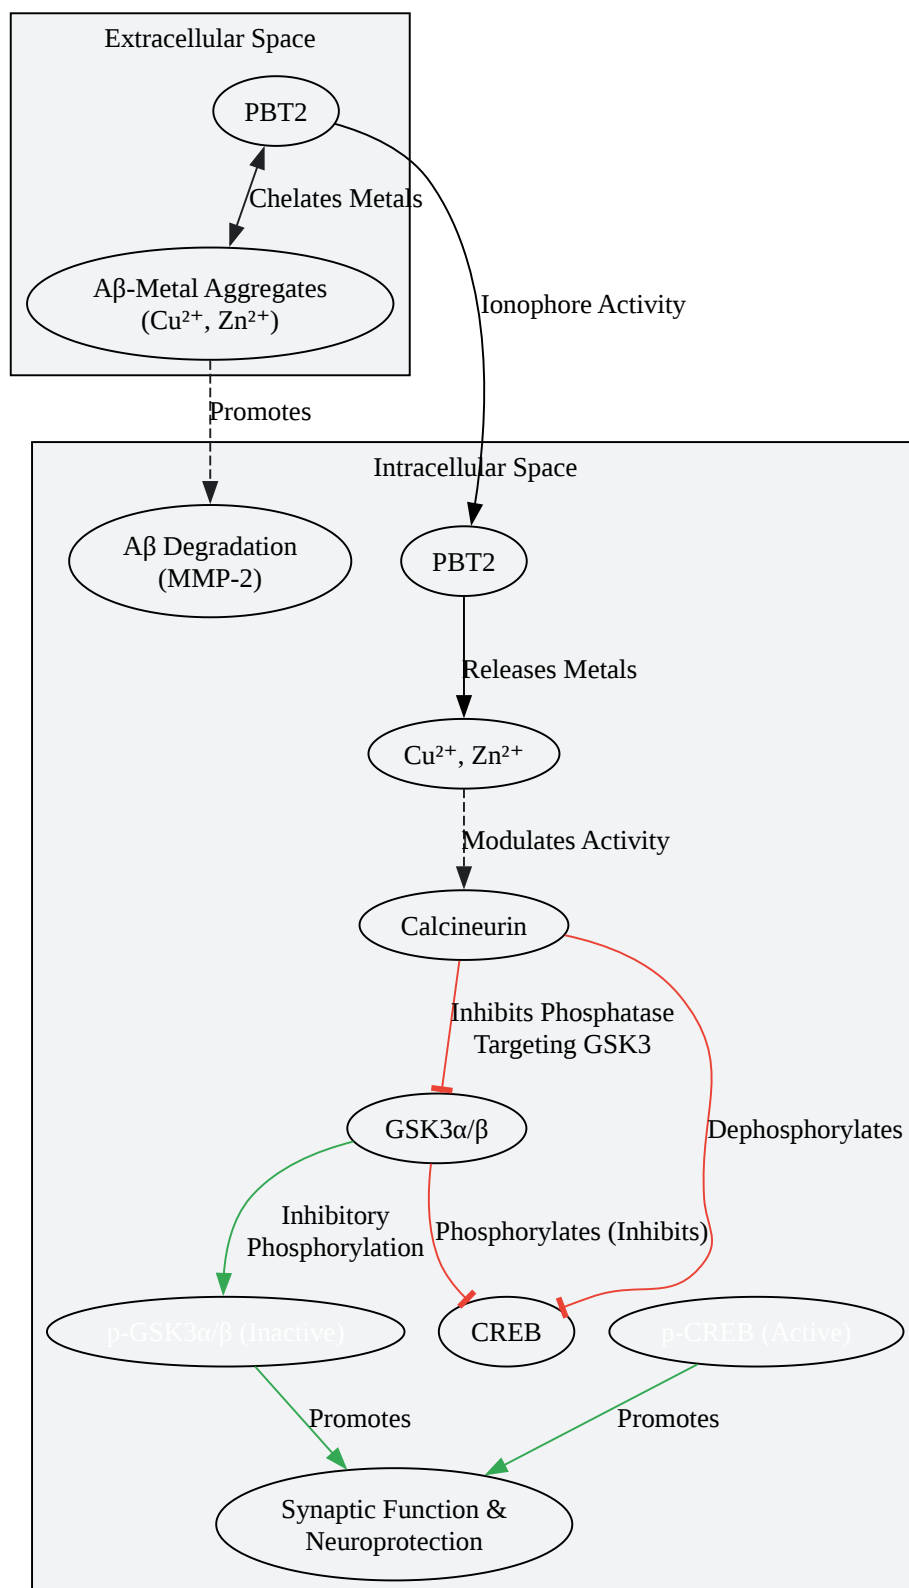 Extracellular Space
PBT2
Chelates Metals
Aβ-Metal Aggregates
(Cu²⁺, Zn²⁺)
Ionophore Activity
Promotes
Intracellular Space
Aβ Degradation
(MMP-2)
PBT2
Releases Metals
Cu²⁺, Zn²⁺
Modulates Activity
Calcineurin
Inhibits Phosphatase
Targeting GSK3
GSK3α/β
Dephosphorylates
Inhibitory
Phosphorylation
Phosphorylates (Inhibits)
p-GSK3α/β (Inactive)
CREB
p-CREB (Active)
Promotes
Promotes
Synaptic Function &
Neuroprotection